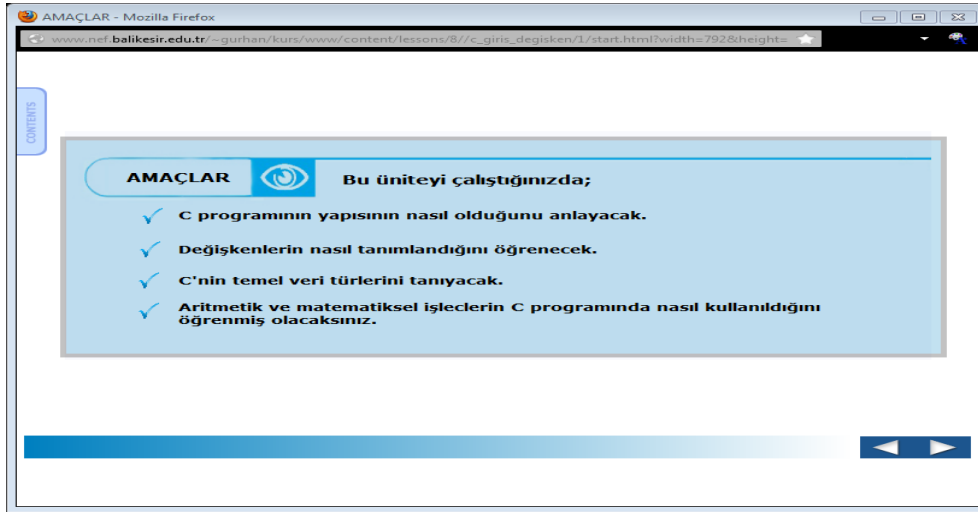 AMAÇLAR - Mozilla Firefox
www.nef.balikesir.edu.tr/~gurhan/kurs/www/content/lessons/8//c_giris_degisken/1/start.html?width=792&height=
CONTENTS
AMAÇLAR Bu üniteyi çalıştığınızda;
C programının yapısının nasıl olduğunu anlayacak.
Değişkenlerin nasıl tanımlandığını öğrenecek.
C'nin temel veri türlerini tanıyacak.
Aritmetik ve matematiksel işleclerin C programında nasıl kullanıldığını
öğrenmiş olacaksınız.